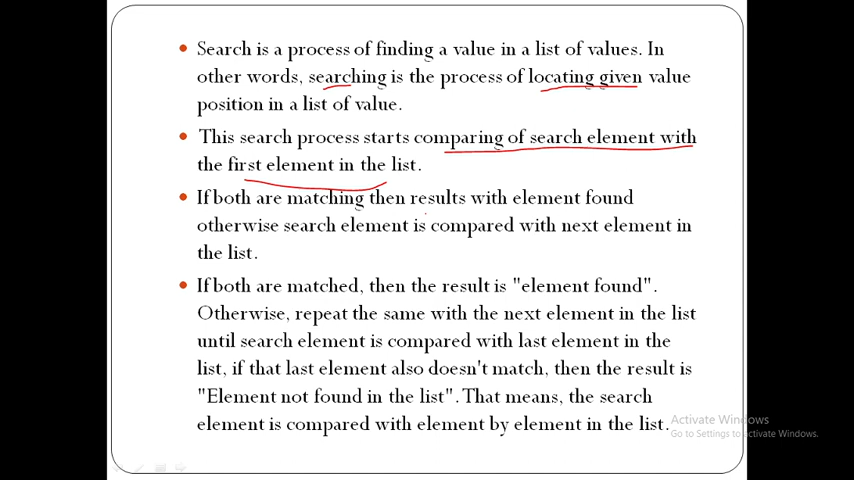 Search is a process of finding a value in a list of values. In
other words, searching is the process of locating given value
position in a list of value.
This search process starts comparing of search element with
the first element in the list.
If both are matching then results with element found
otherwise search element is compared with next element in
the list.
If both are matched, then the result is "element found".
Otherwise, repeat the same with the next element in the list
until search element is compared with last element in the
list, if that last element also doesn't match, then the result is
"Element not found in the list". That means, the search
element is compared with element by element in the list.
Activate Windows
Go to Settings to activate Windows.